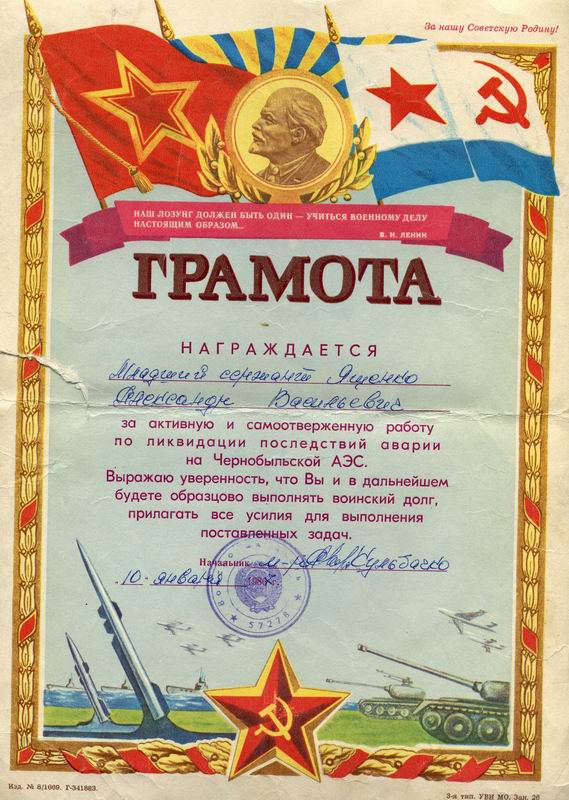 За нашу Советскую Родину!
НАШ ЛОЗУНГ ДОЛЖЕН БЫТЬ ОДИН — УЧИТЬСЯ ВОЕННОМУ ДЕЛУ
НАСТОЯЩИМ ОБРАЗОМ...
В. И. ЛЕНИН
ГРАМОТА
НАГРАЖДАЕТСЯ
Младший сержант Яценко
Александр Васильевич
за активную и самоотверженную работу
по ликвидации последствий аварии
на Чернобыльской АЭС.
Выражаю уверенность, что Вы и в дальнейшем
будете образцово выполнять воинский долг,
прилагать все усилия для выполнения
поставленных задач.
Начальник м-р Кульбачко
10 января 1987 г.
57278
Изд. № 8/1669. Г-341883.
3-я тип. УВИ МО. Зак. 26